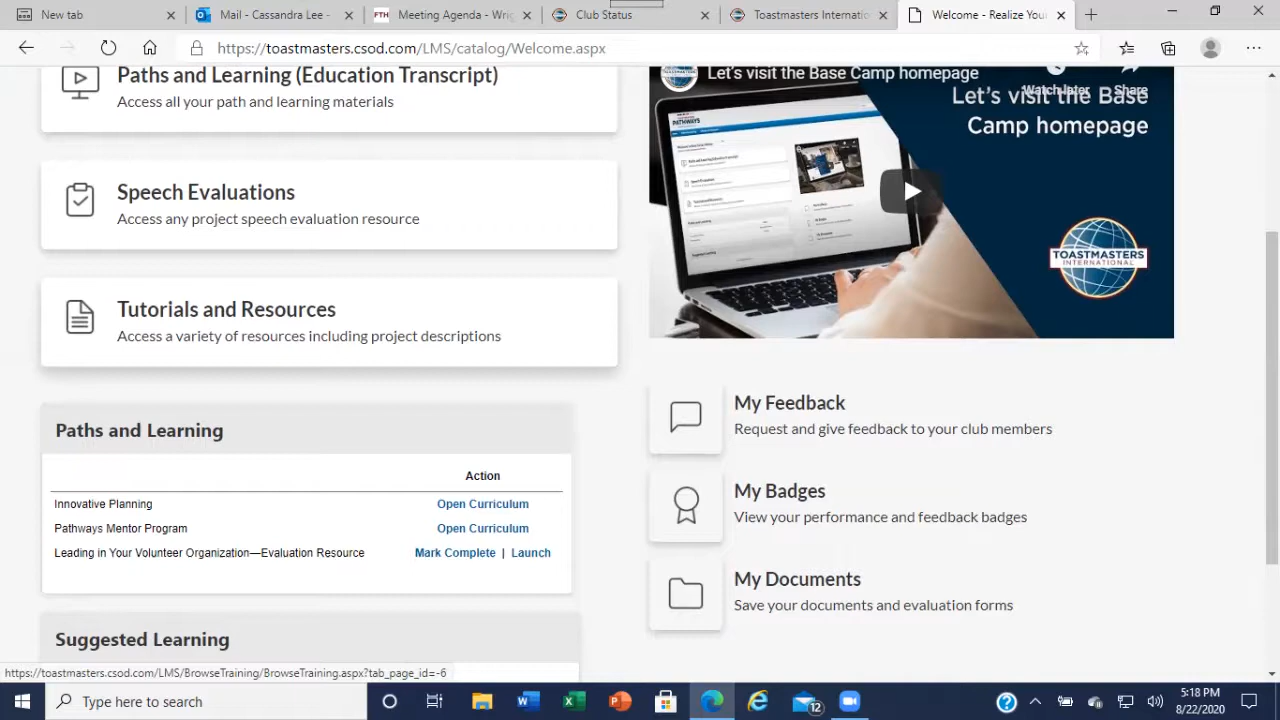 New tab
Mail - Cassandra Lee -
FTH Meeting Agenda - Wrig
Club Status
Toastmasters Internation
Welcome - Realize Your
https://toastmasters.csod.com/LMS/catalog/Welcome.aspx
Paths and Learning (Education Transcript)
Access all your path and learning materials
Speech Evaluations
Access any project speech evaluation resource
Tutorials and Resources
Access a variety of resources including project descriptions
Let's visit the Base Camp homepage
Watch later
Share
Let's visit the Base
Camp homepage
TOASTMASTERS
INTERNATIONAL
Paths and Learning
Action
Innovative Planning Open Curriculum
Pathways Mentor Program Open Curriculum
Leading in Your Volunteer Organization—Evaluation Resource Mark Complete | Launch
Suggested Learning
My Feedback
Request and give feedback to your club members
My Badges
View your performance and feedback badges
My Documents
Save your documents and evaluation forms
https://toastmasters.csod.com/LMS/BrowseTraining/BrowseTraining.aspx?tab_page_id=-6
Type here to search
12
5:18 PM
8/22/2020